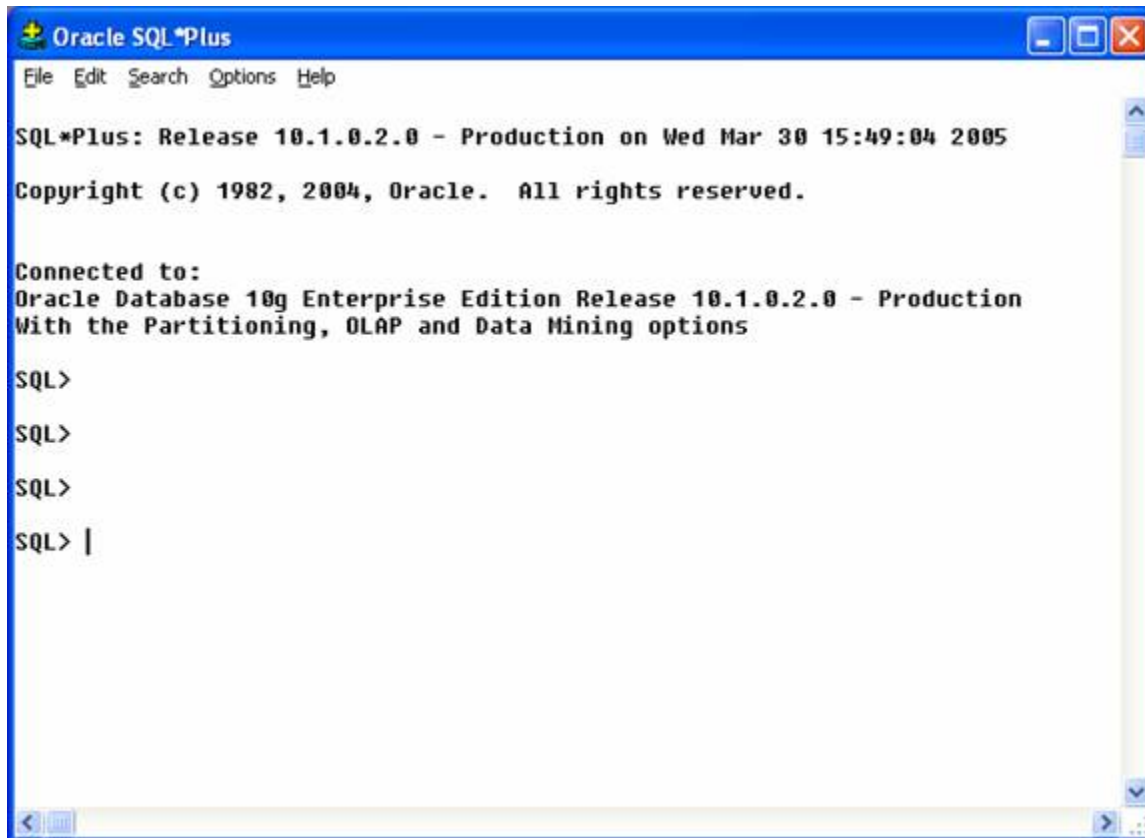 Oracle SQL*Plus
File Edit Search Options Help
SQL*Plus: Release 10.1.0.2.0 - Production on Wed Mar 30 15:49:04 2005
Copyright (c) 1982, 2004, Oracle.  All rights reserved.
Connected to:
Oracle Database 10g Enterprise Edition Release 10.1.0.2.0 - Production
With the Partitioning, OLAP and Data Mining options
SQL>
SQL>
SQL>
SQL>